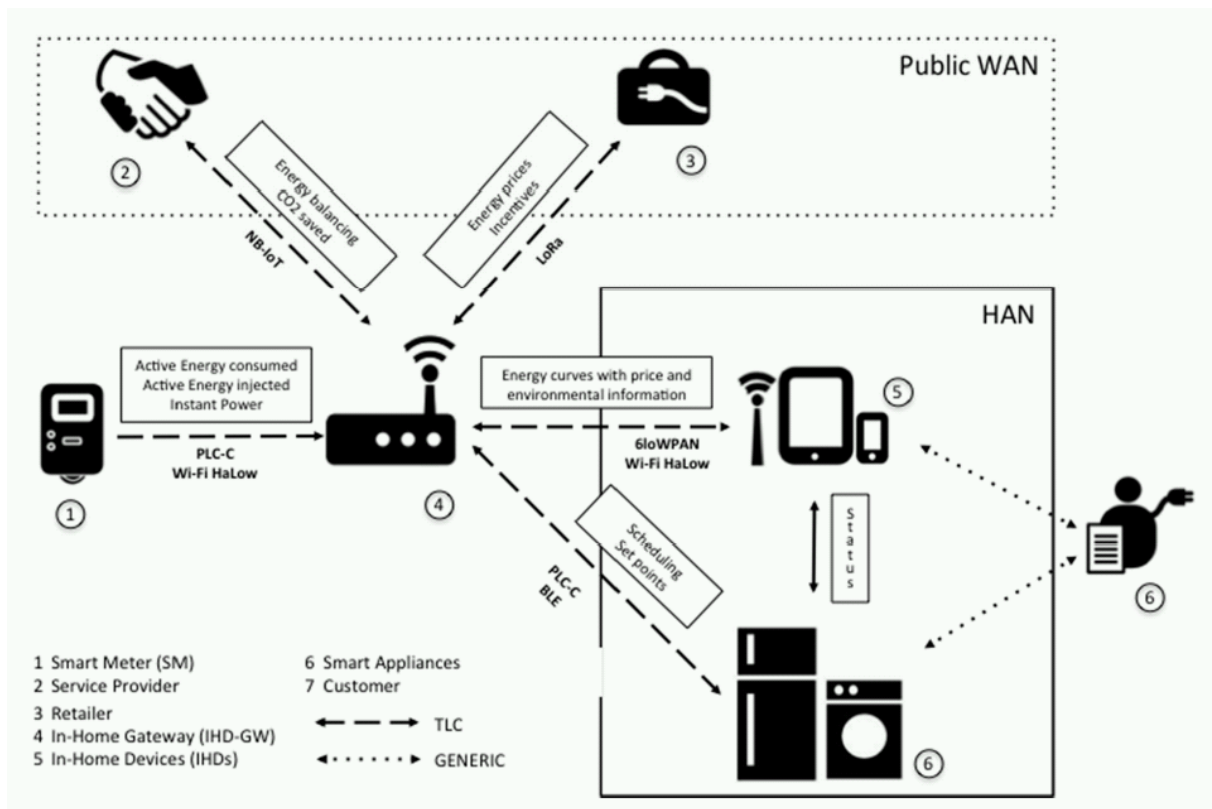 Public WAN
2
3
Energy balancing
CO2 saved
NB-IoT
Energy prices
Incentives
LoRa
HAN
Active Energy consumed
Active Energy injected
Instant Power
PLC-C
Wi-Fi HaLow
1
4
Energy curves with price and
environmental information
6loWPAN
Wi-Fi HaLow
5
Scheduling
Set points
PLC-C
BLE
Status
6
6
1 Smart Meter (SM)
2 Service Provider
3 Retailer
4 In-Home Gateway (IHD-GW)
5 In-Home Devices (IHDs)
6 Smart Appliances
7 Customer
TLC
GENERIC